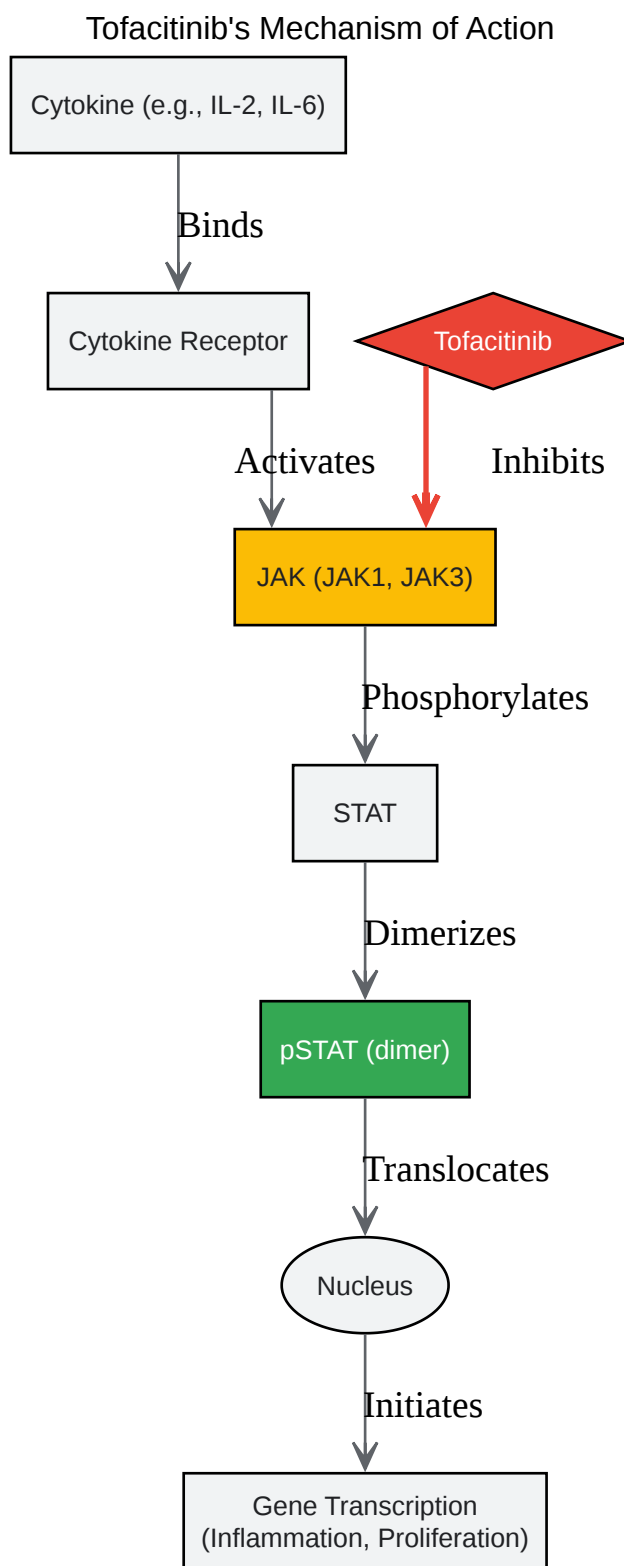 Tofacitinib's Mechanism of Action
Cytokine (e.g., IL-2, IL-6)
Binds
Cytokine Receptor
Tofacitinib
Activates
Inhibits
JAK (JAK1, JAK3)
Phosphorylates
STAT
Dimerizes
pSTAT (dimer)
Translocates
Nucleus
Initiates
Gene Transcription
(Inflammation, Proliferation)